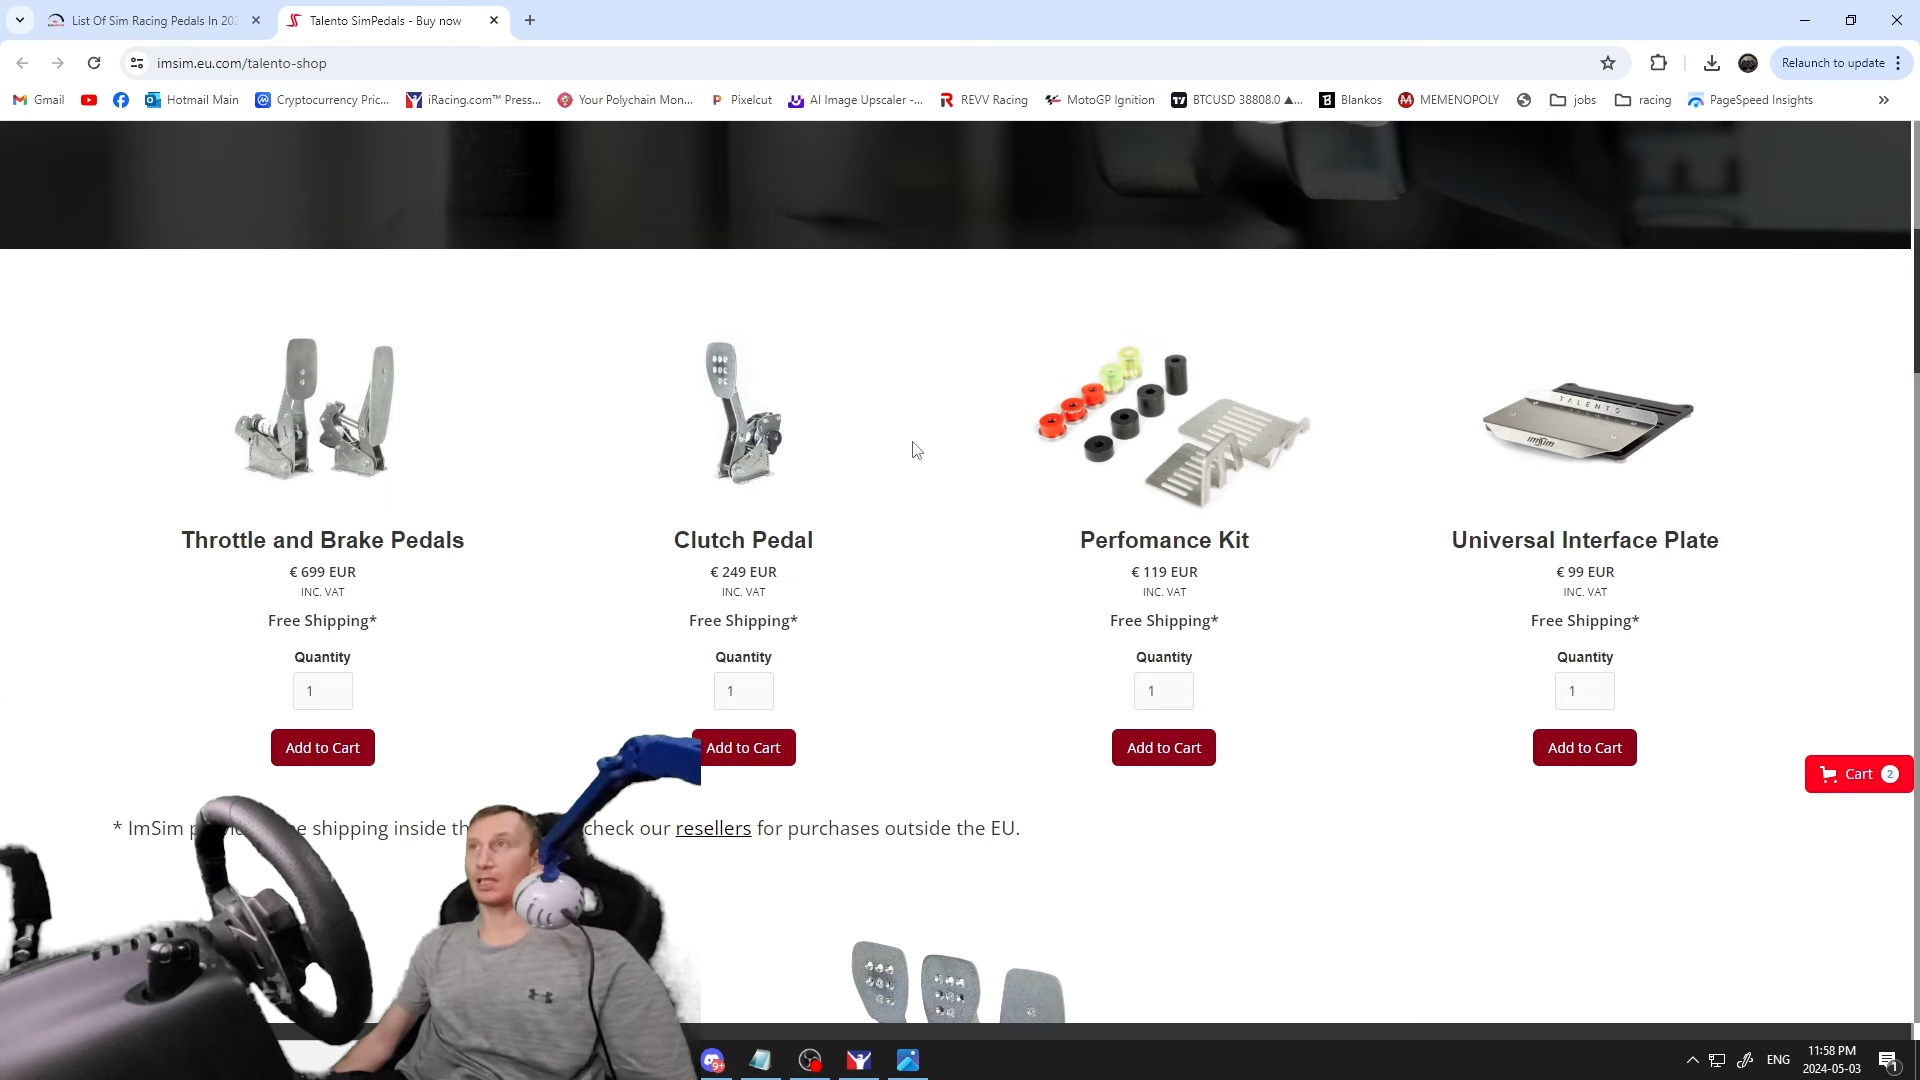 List Of Sim Racing Pedals In 202
Talento SimPedals - Buy now
imsim.eu.com/talento-shop
Relaunch to update
Gmail
Hotmail Main
Cryptocurrency Pric...
iRacing.com™ Press...
Your Polychain Mon...
Pixelcut
AI Image Upscaler -...
REVV Racing
MotoGP Ignition
BTCUSD 38808.0 ▲...
Blankos
MEMENOPOLY
jobs
racing
PageSpeed Insights
TALENTO
imsim
Throttle and Brake Pedals
Clutch Pedal
Perfomance Kit
Universal Interface Plate
€ 699 EUR
€ 249 EUR
€ 119 EUR
€ 99 EUR
INC. VAT
INC. VAT
INC. VAT
INC. VAT
Free Shipping*
Free Shipping*
Free Shipping*
Free Shipping*
Quantity
Quantity
Quantity
Quantity
1
1
1
1
Add to Cart
Add to Cart
Add to Cart
Add to Cart
Cart 2
* ImSim shipping inside check our resellers for purchases outside the EU.
9+
ENG
11:58 PM
2024-05-03
1